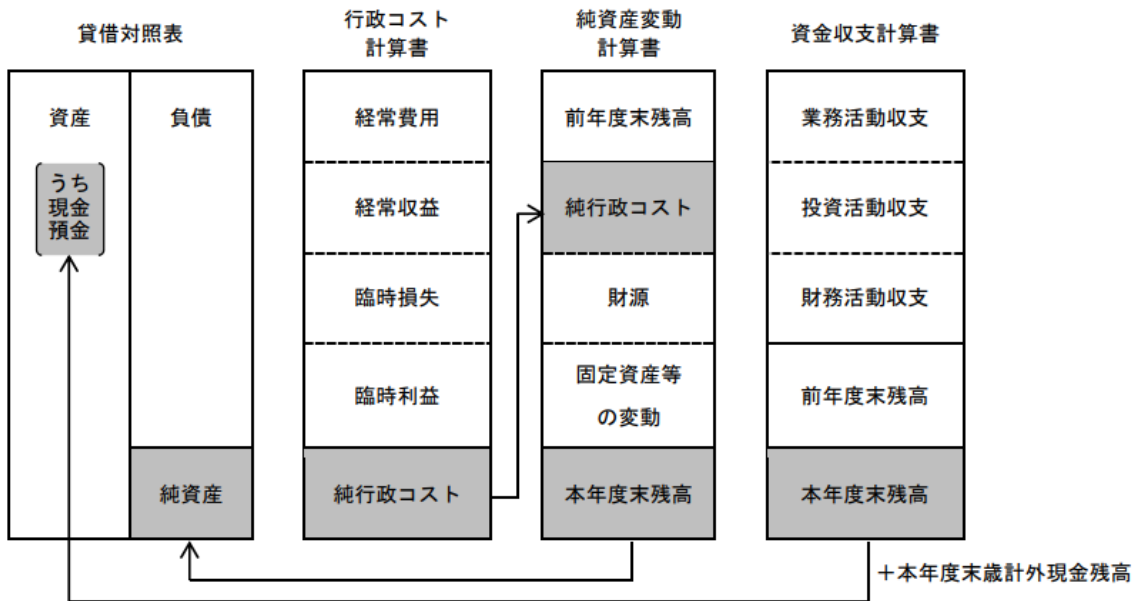 貸借対照表
資産
うち
現金
預金
負債
純資産
行政コスト
計算書
経常費用
経常収益
臨時損失
臨時利益
純行政コスト
純資産変動
計算書
前年度末残高
純行政コスト
財源
固定資産等
の変動
本年度末残高
資金収支計算書
業務活動収支
投資活動収支
財務活動収支
前年度末残高
本年度末残高
＋本年度末歳計外現金残高